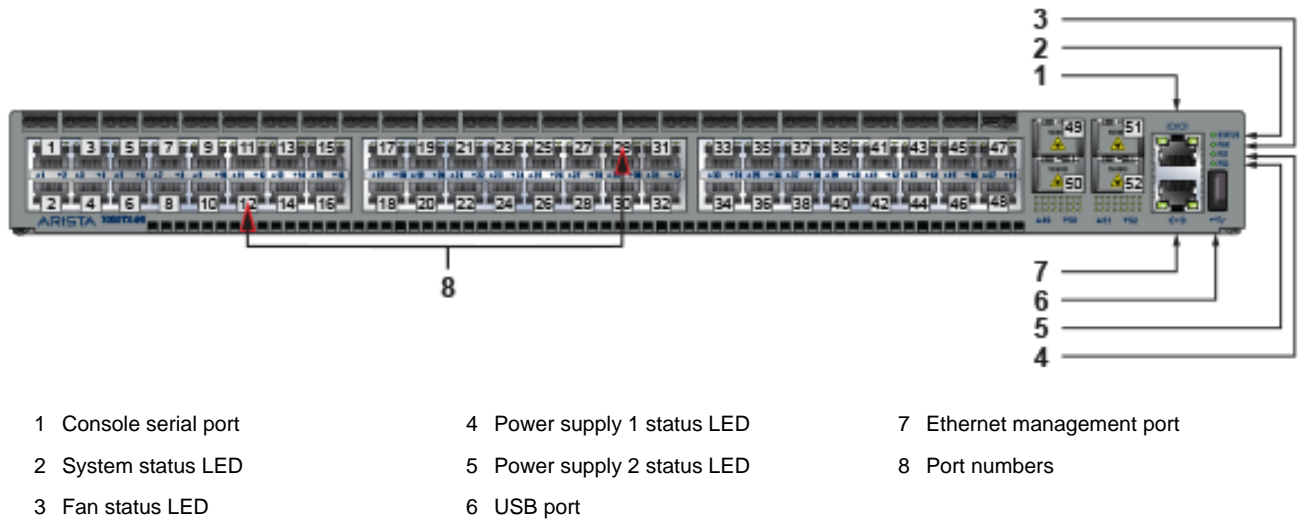 3
2
1
1 3 5 7 9 11 13 15 17 19 21 23 25 27 29 31 33 35 37 39 41 43 45 47 49 51
2 4 6 8 10 12 14 16 18 20 22 24 26 28 30 32 34 36 38 40 42 44 46 48 50 52
ARISTA
8
7
6
5
4
1 Console serial port
2 System status LED
3 Fan status LED
4 Power supply 1 status LED
5 Power supply 2 status LED
6 USB port
7 Ethernet management port
8 Port numbers